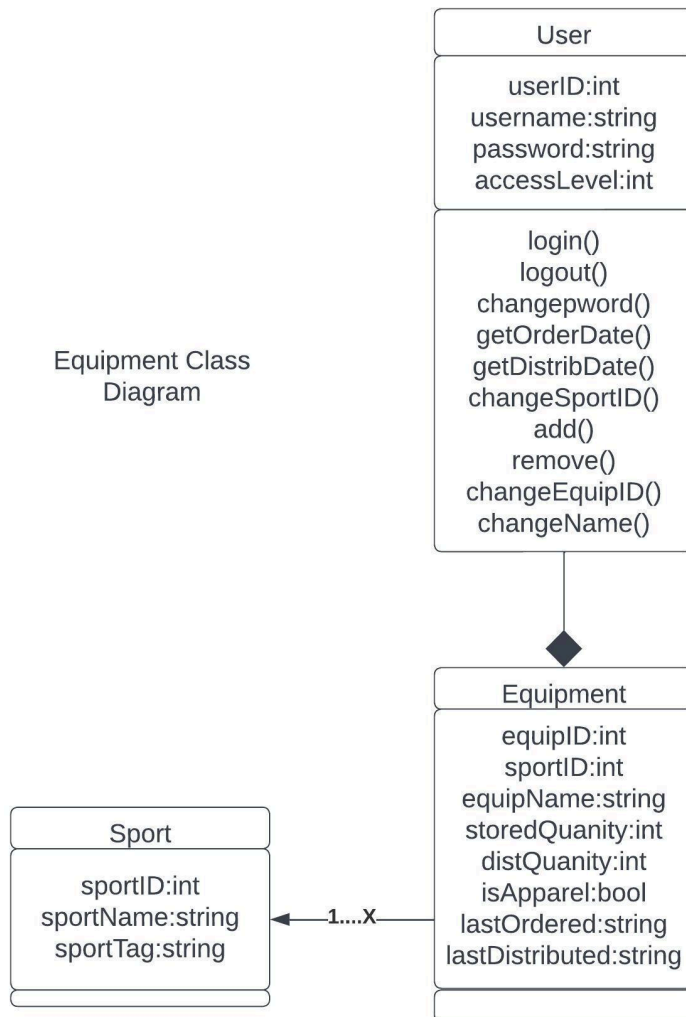 User
userID:int
username:string
password:string
accessLevel:int
login()
logout()
changepword()
getOrderDate()
getDistribDate()
changeSportID()
add()
remove()
changeEquipID()
changeName()
Equipment Class
Diagram
Equipment
equipID:int
sportID:int
equipName:string
storedQuanity:int
distQuanity:int
isApparel:bool
lastOrdered:string
lastDistributed:string
Sport
sportID:int
sportName:string
sportTag:string
1....X